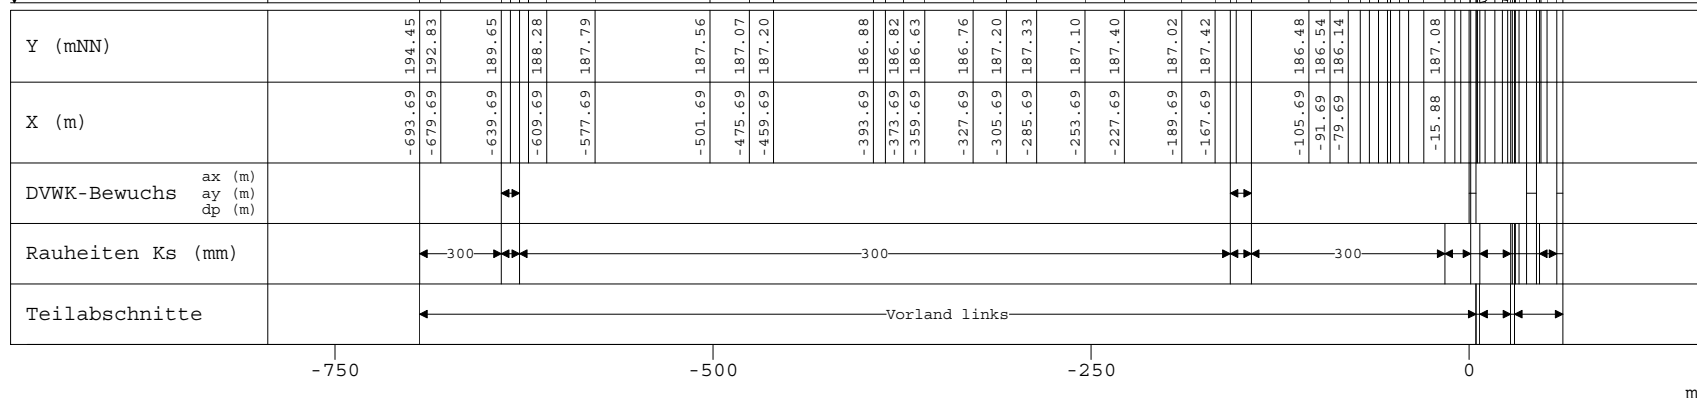 Y (mNN)
194.45 192.83 189.65 188.28 187.79 187.56 187.07 187.20 186.88 186.82 186.63 186.76 187.20 187.33 187.10 187.40 187.02 187.42 186.48 186.54 186.14 187.08
X (m)
-693.69 -679.69 -639.69 -609.69 -577.69 -501.69 -475.69 -459.69 -393.69 -373.69 -359.69 -327.69 -305.69 -285.69 -253.69 -227.69 -189.69 -167.69 -105.69 -91.69 -79.69 -15.88
DVWK-Bewuchs
ax (m)
ay (m)
dp (m)
Rauheiten Ks (mm)
300 300 300
Teilabschnitte
Vorland links
-750 -500 -250 0
m